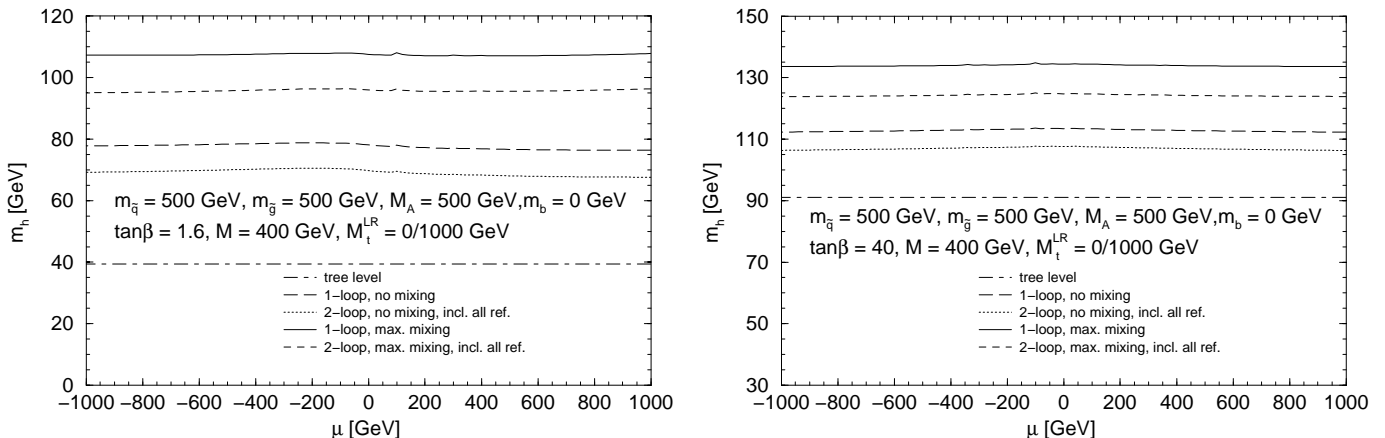 120
100
80
60
40
20
0
m_h [GeV]
m_q̃ = 500 GeV, m_g̃ = 500 GeV, M_A = 500 GeV,m_b = 0 GeV
tanβ = 1.6, M = 400 GeV, M_t^LR = 0/1000 GeV
tree level
1−loop, no mixing
2−loop, no mixing, incl. all ref.
1−loop, max. mixing
2−loop, max. mixing, incl. all ref.
−1000 −800 −600 −400 −200 0 200 400 600 800 1000
μ [GeV]
150
130
110
90
70
50
30
m_h [GeV]
m_q̃ = 500 GeV, m_g̃ = 500 GeV, M_A = 500 GeV,m_b = 0 GeV
tanβ = 40, M = 400 GeV, M_t^LR = 0/1000 GeV
tree level
1−loop, no mixing
2−loop, no mixing, incl. all ref.
1−loop, max. mixing
2−loop, max. mixing, incl. all ref.
−1000 −800 −600 −400 −200 0 200 400 600 800 1000
μ [GeV]